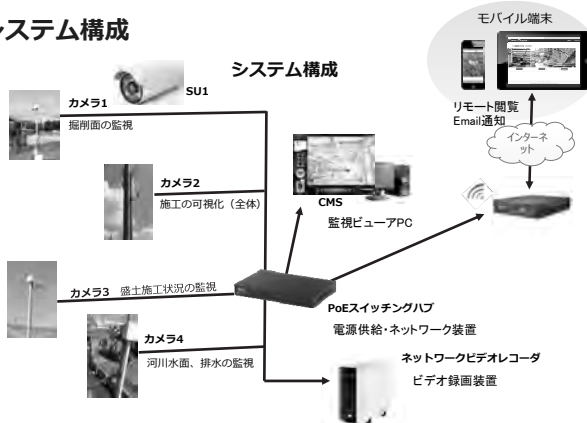 システム構成
モバイル端末
システム構成
SU1
カメラ1
掘削面の監視
リモート閲覧
Email通知
インターネ
ット
カメラ2
施工の可視化（全体）
CMS
監視ビューアPC
カメラ3 盛土施工状況の監視
PoEスイッチングハブ
電源供給・ネットワーク装置
カメラ4
河川水面、排水の監視
ネットワークビデオレコーダ
ビデオ録画装置